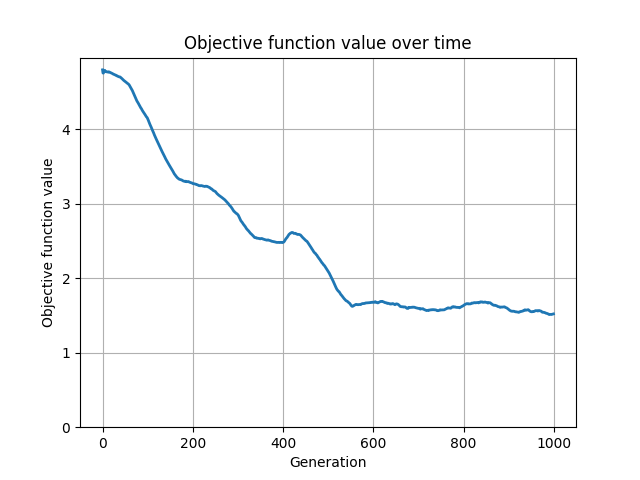 Objective function value over time
Objective function value
4
3
2
1
0
0 200 400 600 800 1000
Generation